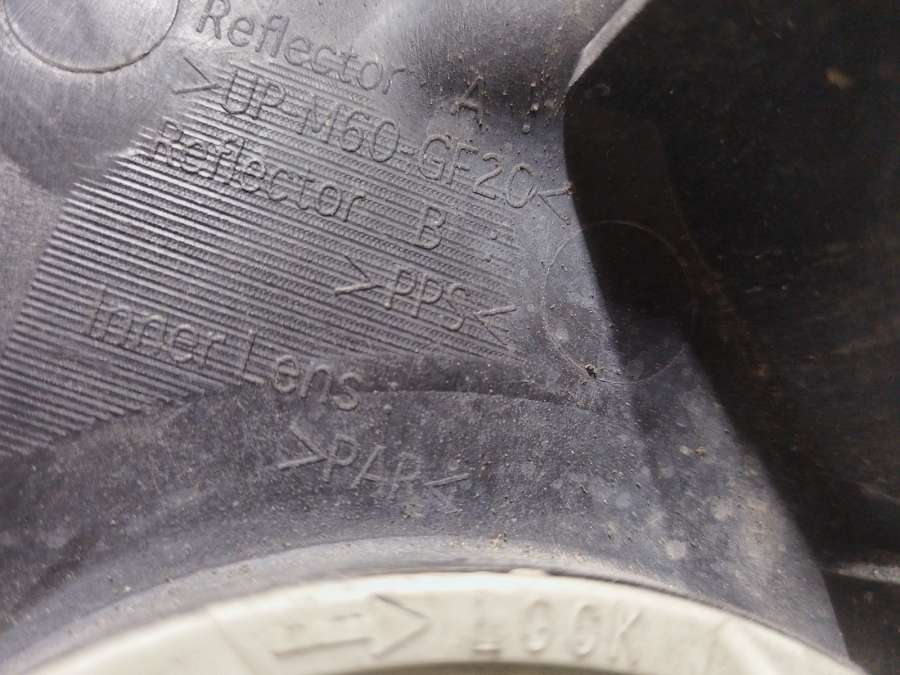 Reflector A
>UP-M60-GF20<
Reflector B
>PPS<
Inner Lens
>PAR<
LOCK